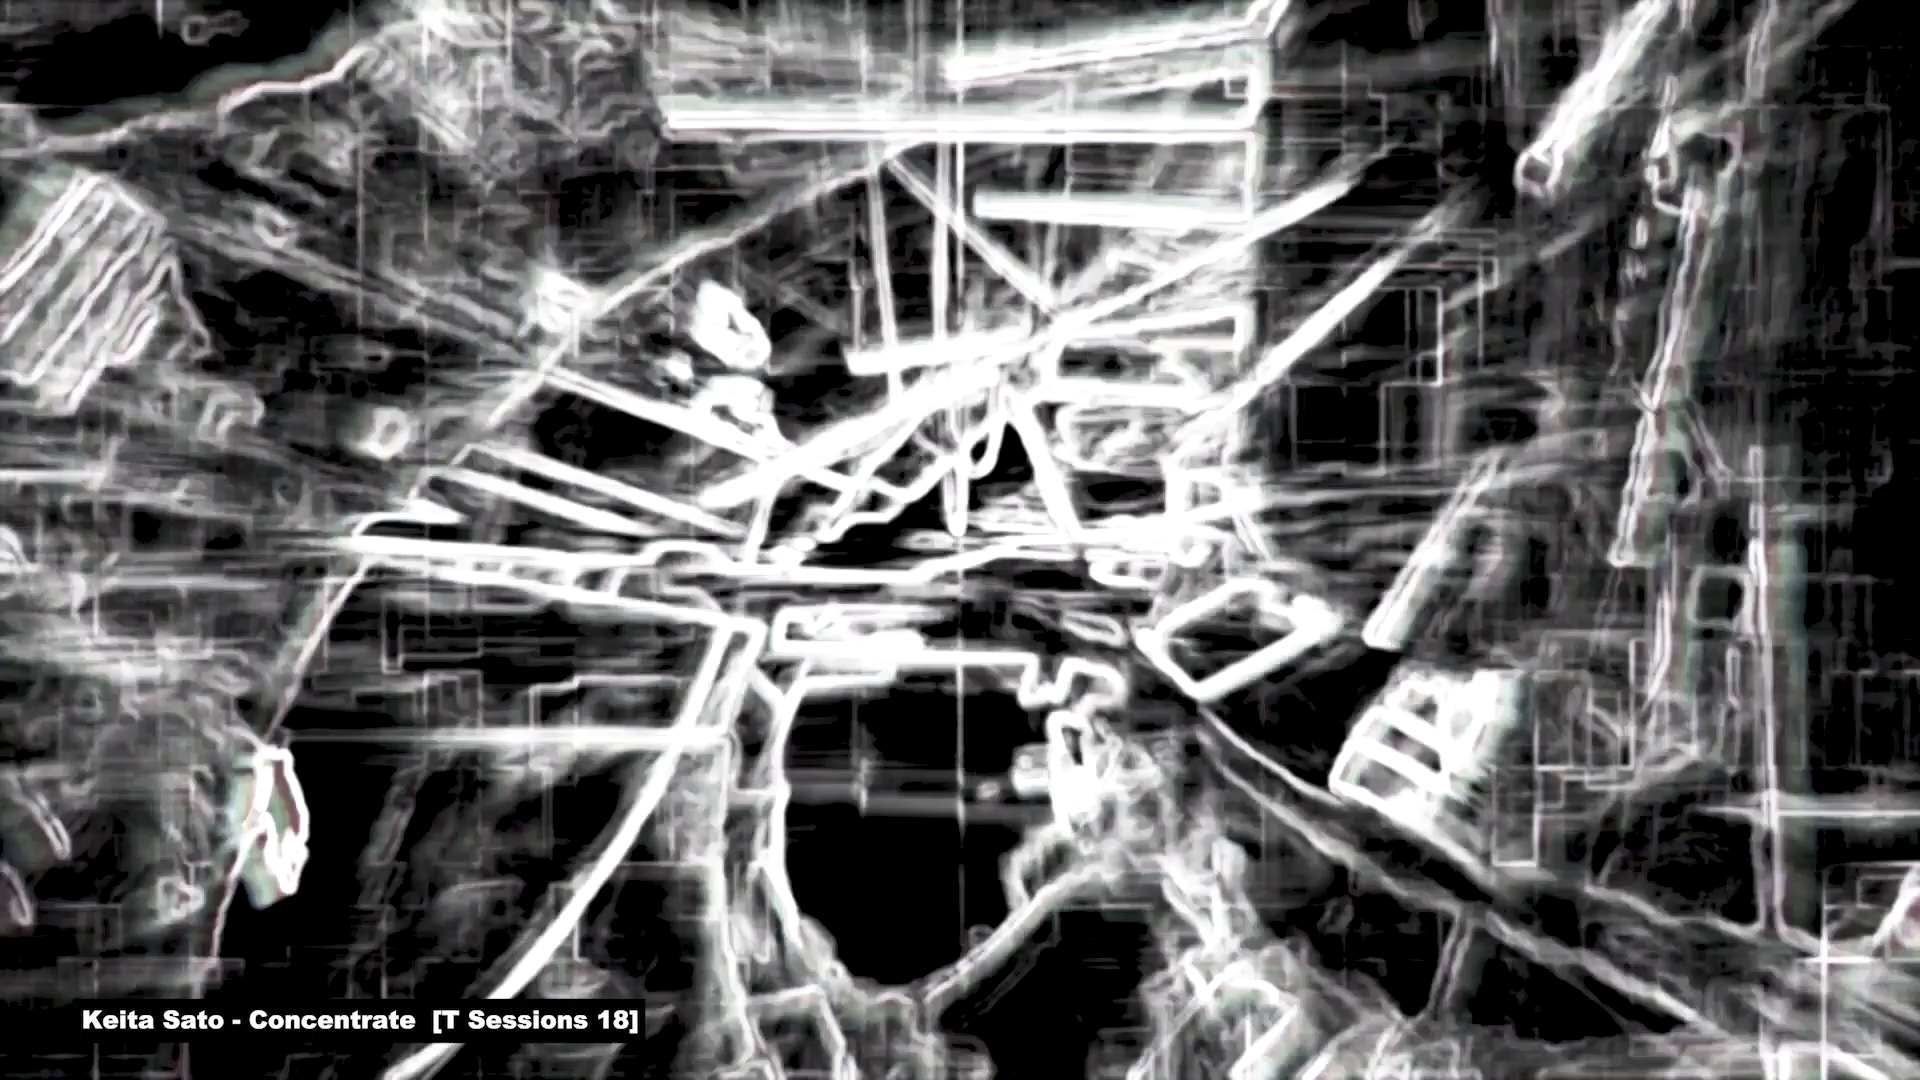 Keita Sato - Concentrate  [T Sessions 18]